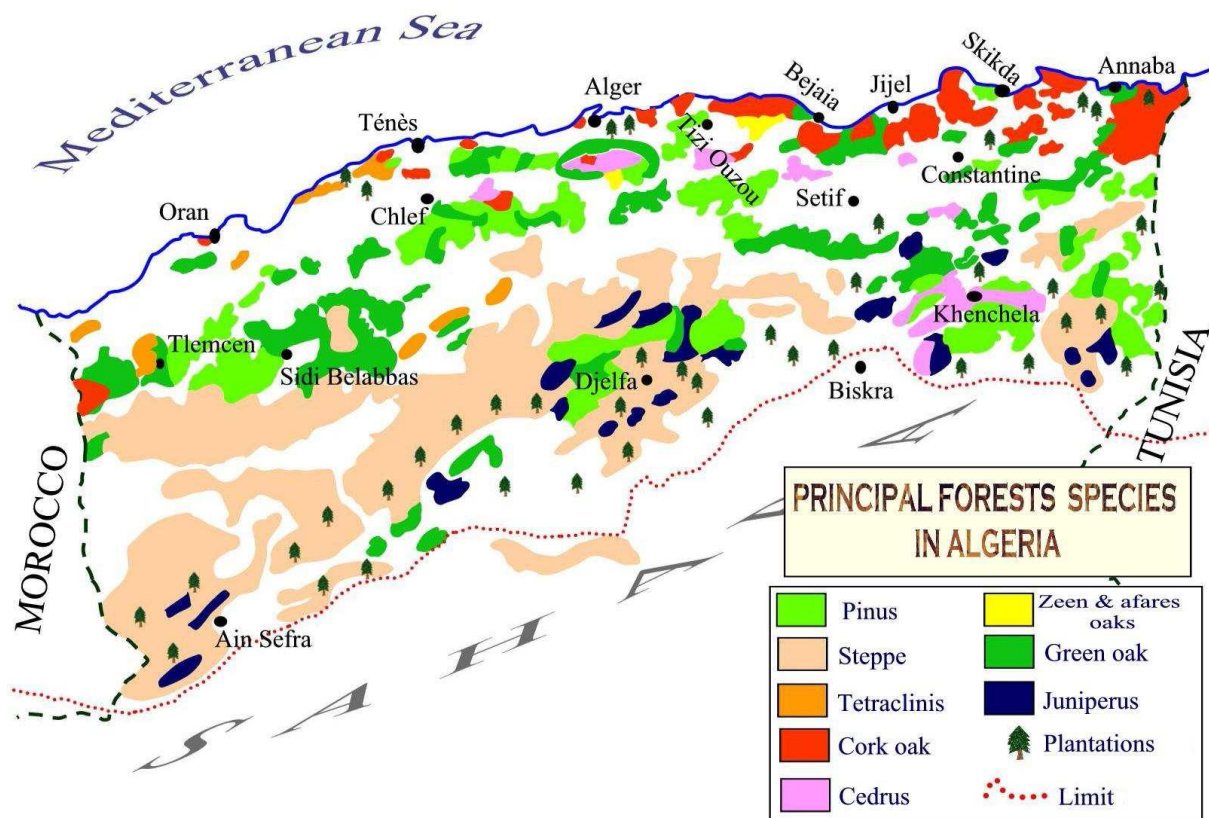 Mediterranean Sea
Skikda
Annaba
Alger
Bejaia
Jijel
Ténès
Tizi Ouzou
Constantine
Oran
Chlef
Setif
Khenchela
Tlemcen
Sidi Belabbas
Djelfa
Biskra
MOROCCO
TUNISIA
Ain Sefra
SAHARA
PRINCIPAL FORESTS SPECIES
IN ALGERIA
Pinus
Zeen & afares
oaks
Steppe
Green oak
Tetraclinis
Juniperus
Cork oak
Plantations
Cedrus
Limit